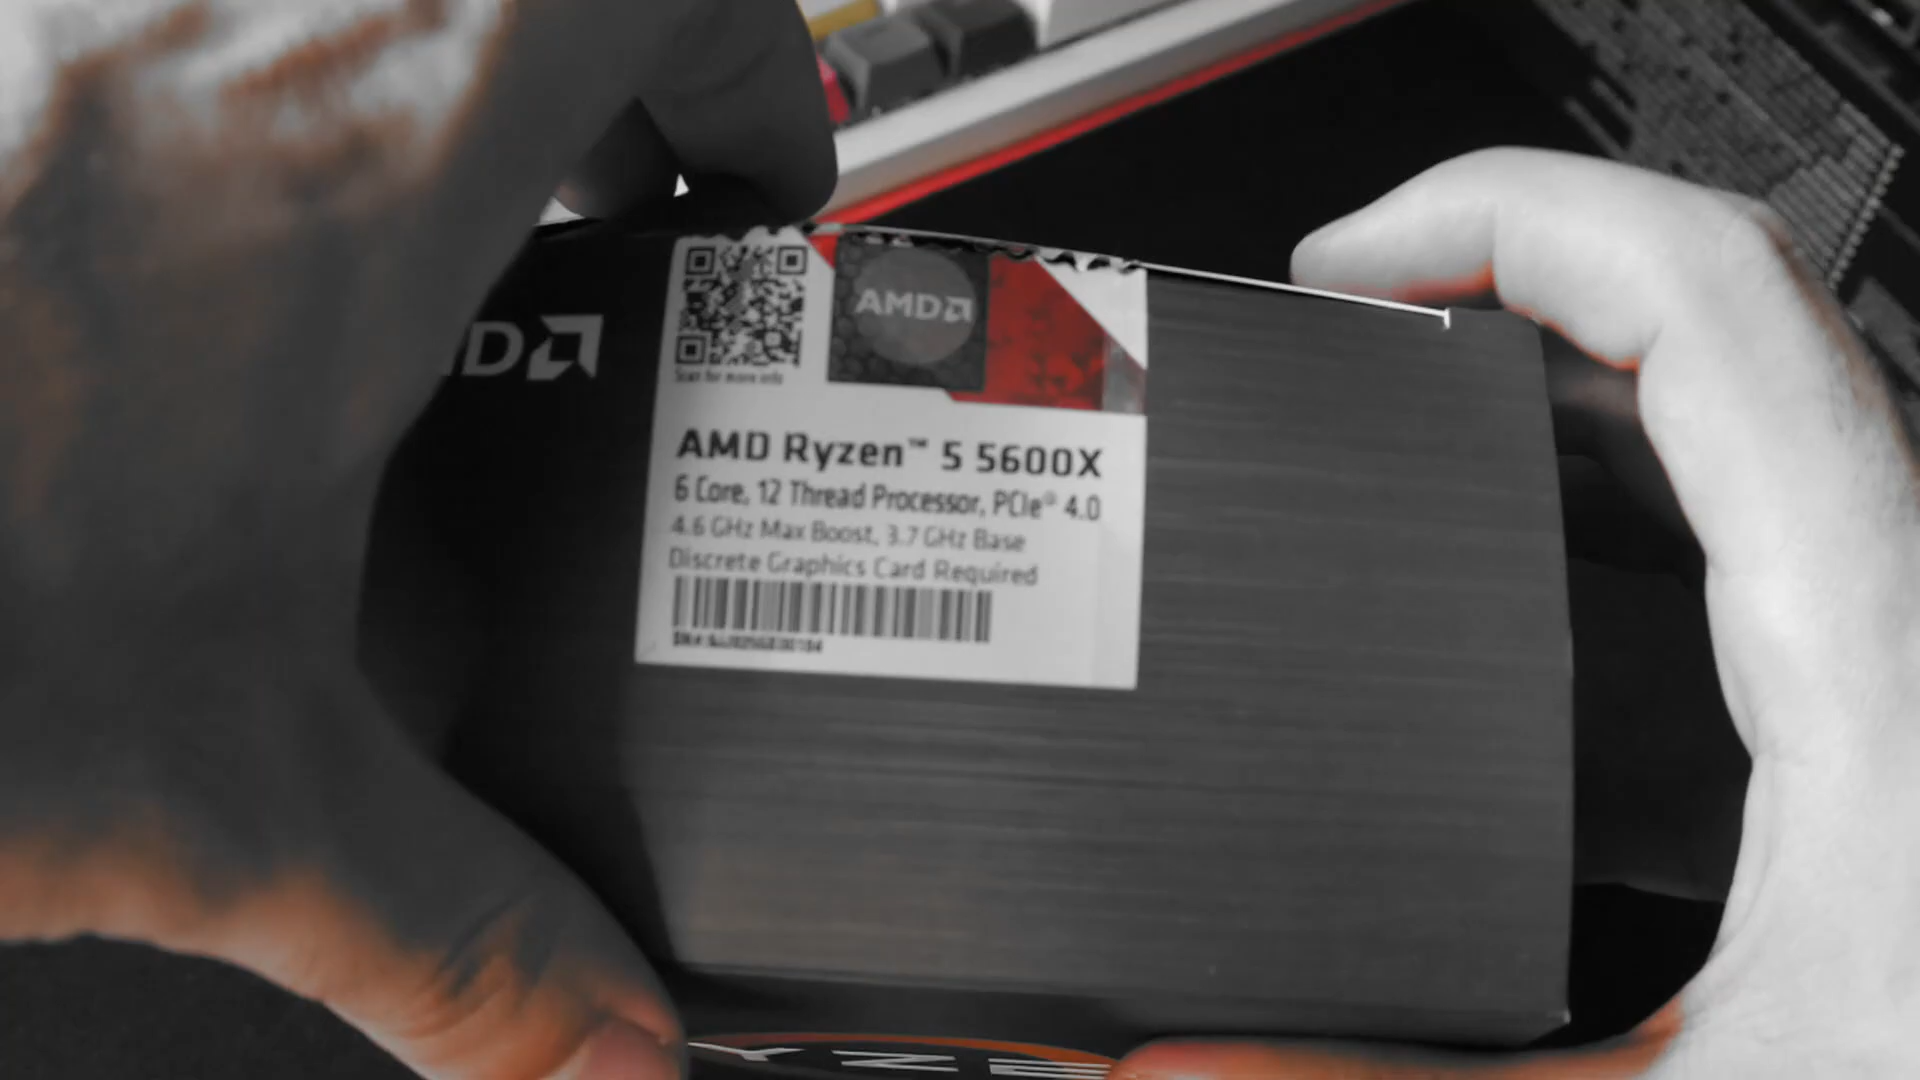 Scan for more info
AMD
AMD Ryzen™ 5 5600X
6 Core, 12 Thread Processor, PCIe® 4.0
4.6 GHz Max Boost, 3.7 GHz Base
Discrete Graphics Card Required